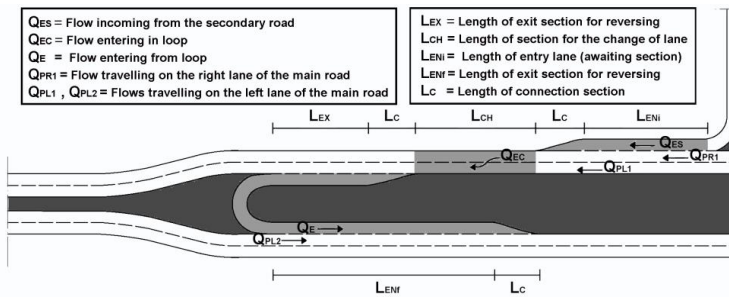 QES = Flow incoming from the secondary road
QEC = Flow entering in loop
QE = Flow entering from loop
QPR1 = Flow travelling on the right lane of the main road
QPL1 , QPL2 = Flows travelling on the left lane of the main road
LEX = Length of exit section for reversing
LCH = Length of section for the change of lane
LENi = Length of entry lane (awaiting section)
LENf = Length of exit section for reversing
LC = Length of connection section
LEX LC LCH LC LENi
QES
QEC QPR1
QPL1
QE
QPL2
LENf LC